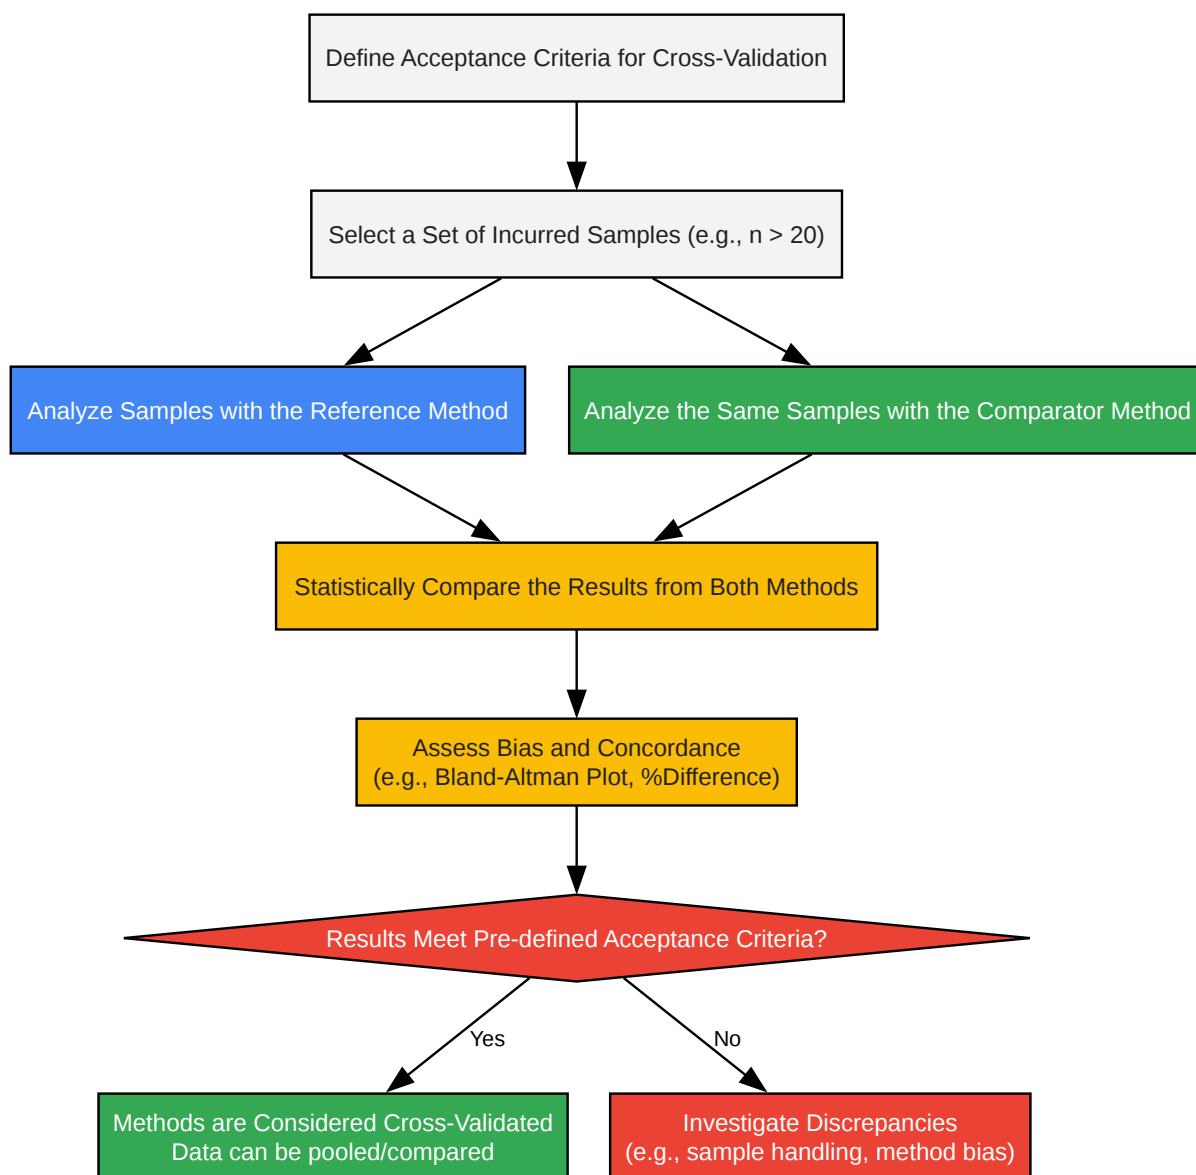 Define Acceptance Criteria for Cross-Validation
Select a Set of Incurred Samples (e.g., n > 20)
Analyze Samples with the Reference Method
Analyze the Same Samples with the Comparator Method
Statistically Compare the Results from Both Methods
Assess Bias and Concordance
(e.g., Bland-Altman Plot, %Difference)
Results Meet Pre-defined Acceptance Criteria?
Yes
No
Methods are Considered Cross-Validated
Data can be pooled/compared
Investigate Discrepancies
(e.g., sample handling, method bias)